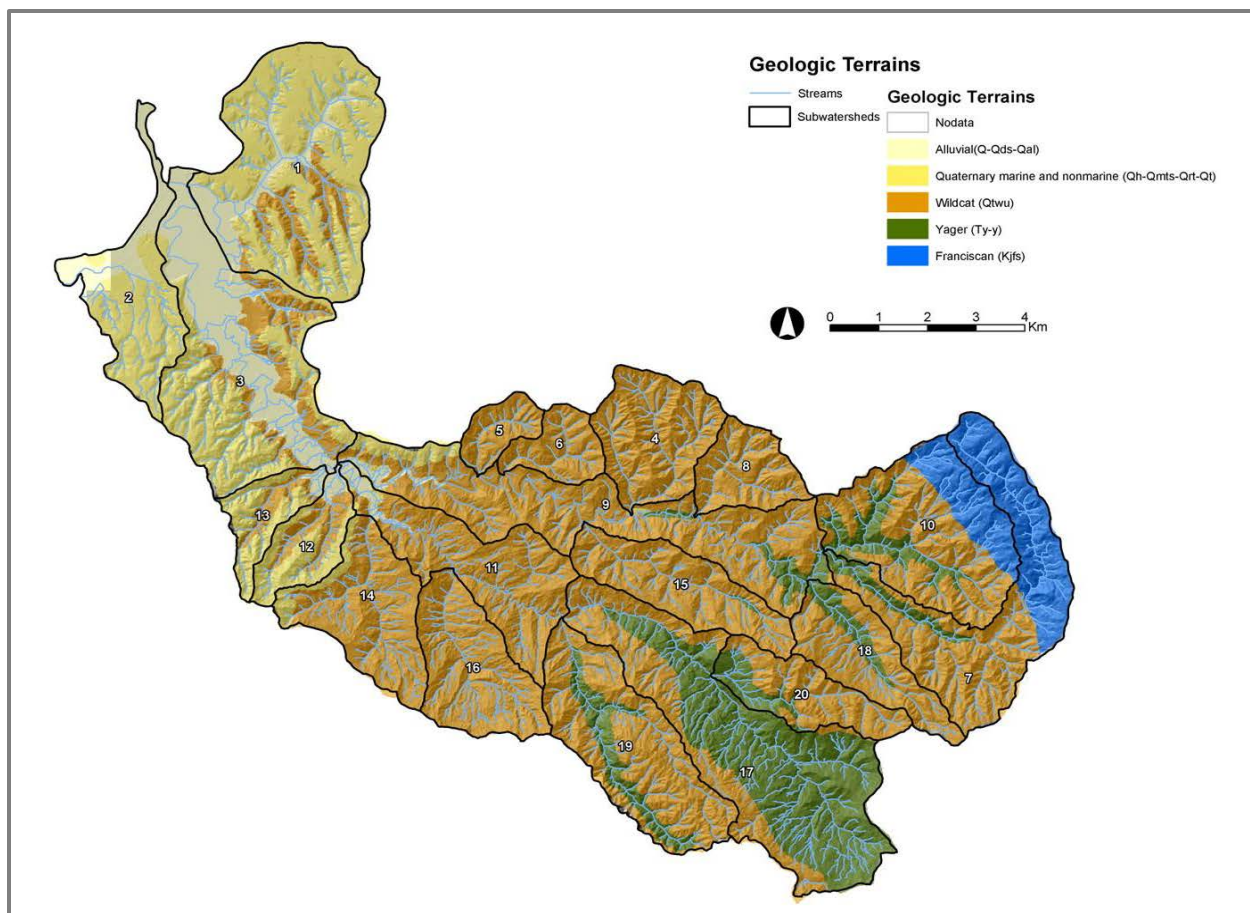 Geologic Terrains
Streams
Subwatersheds
Geologic Terrains
Nodata
Alluvial(Q-Qds-Qal)
Quaternary marine and nonmarine (Qh-Qmts-Qrt-Qt)
Wildcat (Qtwu)
Yager (Ty-y)
Franciscan (Kjfs)
0 1 2 3 4
Km
1
2
3
5
6
4
8
9
10
13
12
11
14
15
16
18
7
20
19
17